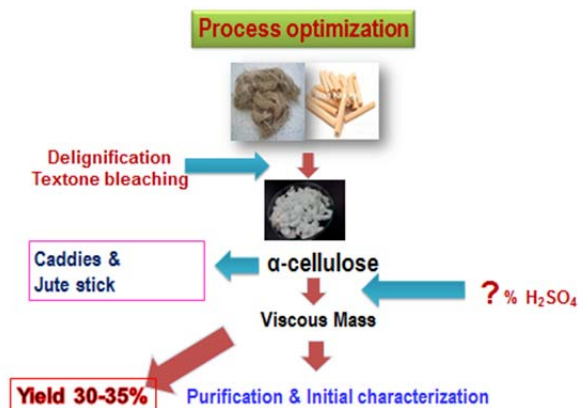 Process optimization
Delignification
Textone bleaching
Caddies &
Jute stick
α-cellulose
? % H₂SO₄
Viscous Mass
Yield 30-35%
Purification & Initial characterization